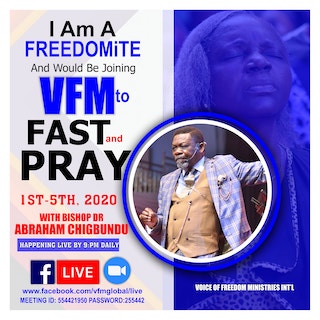 I Am A
FREEDOMiTE
And Would Be Joining
VFM to
FAST and
PRAY
1ST-5TH, 2020
WITH BISHOP DR
ABRAHAM CHIGBUNDU
HAPPENING LIVE BY 9:PM DAILY
f LIVE
www.facebook.com/vfmglobal/live
MEETING ID: 554421950 PASSWORD:255442
VOICE OF FREEDOM MINISTRIES INT'L